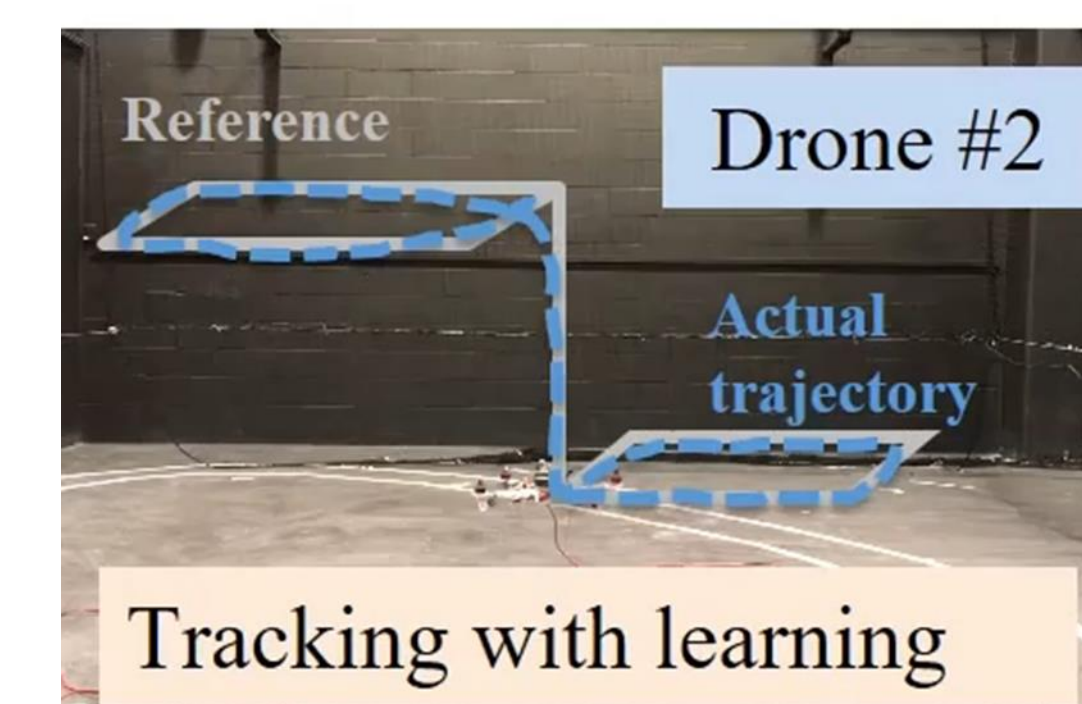 Reference
Drone #2
Actual
trajectory
Tracking with learning